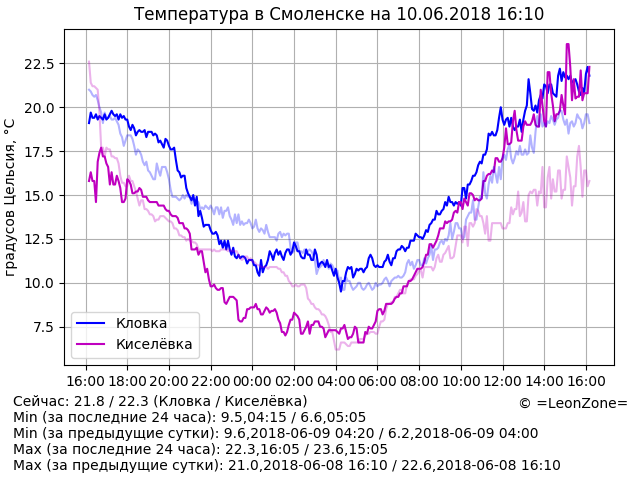 Температура в Смоленске на 10.06.2018 16:10
градусов Цельсия, °C
22.5
20.0
17.5
15.0
12.5
10.0
7.5
Кловка
Киселёвка
16:00 18:00 20:00 22:00 00:00 02:00 04:00 06:00 08:00 10:00 12:00 14:00 16:00
Сейчас: 21.8 / 22.3 (Кловка / Киселёвка)
© =LeonZone=
Min (за последние 24 часа): 9.5,04:15 / 6.6,05:05
Min (за предыдущие сутки): 9.6,2018-06-09 04:20 / 6.2,2018-06-09 04:00
Max (за последние 24 часа): 22.3,16:05 / 23.6,15:05
Max (за предыдущие сутки): 21.0,2018-06-08 16:10 / 22.6,2018-06-08 16:10